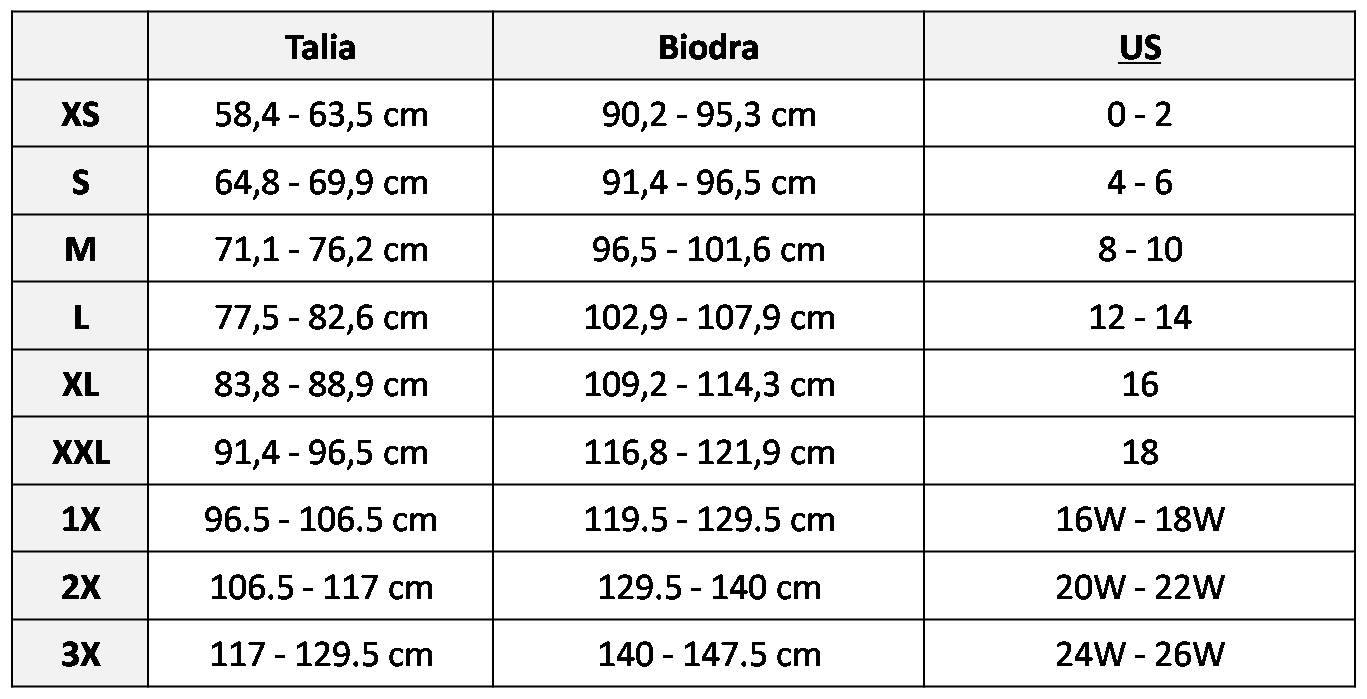 Talia Biodra US
XS 58,4 - 63,5 cm 90,2 - 95,3 cm 0 - 2
S 64,8 - 69,9 cm 91,4 - 96,5 cm 4 - 6
M 71,1 - 76,2 cm 96,5 - 101,6 cm 8 - 10
L 77,5 - 82,6 cm 102,9 - 107,9 cm 12 - 14
XL 83,8 - 88,9 cm 109,2 - 114,3 cm 16
XXL 91,4 - 96,5 cm 116,8 - 121,9 cm 18
1X 96.5 - 106.5 cm 119.5 - 129.5 cm 16W - 18W
2X 106.5 - 117 cm 129.5 - 140 cm 20W - 22W
3X 117 - 129.5 cm 140 - 147.5 cm 24W - 26W